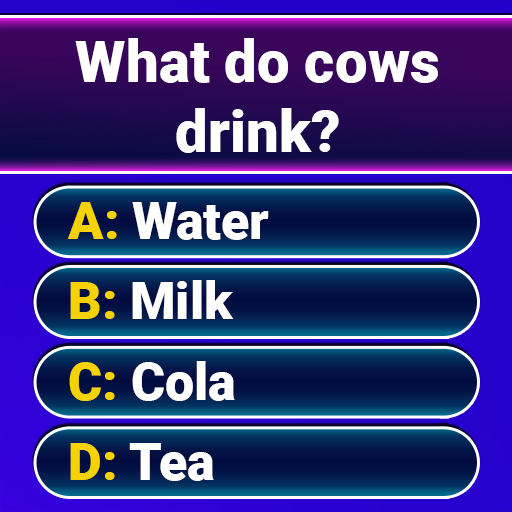 What do cows
drink?
A: Water
B: Milk
C: Cola
D: Tea